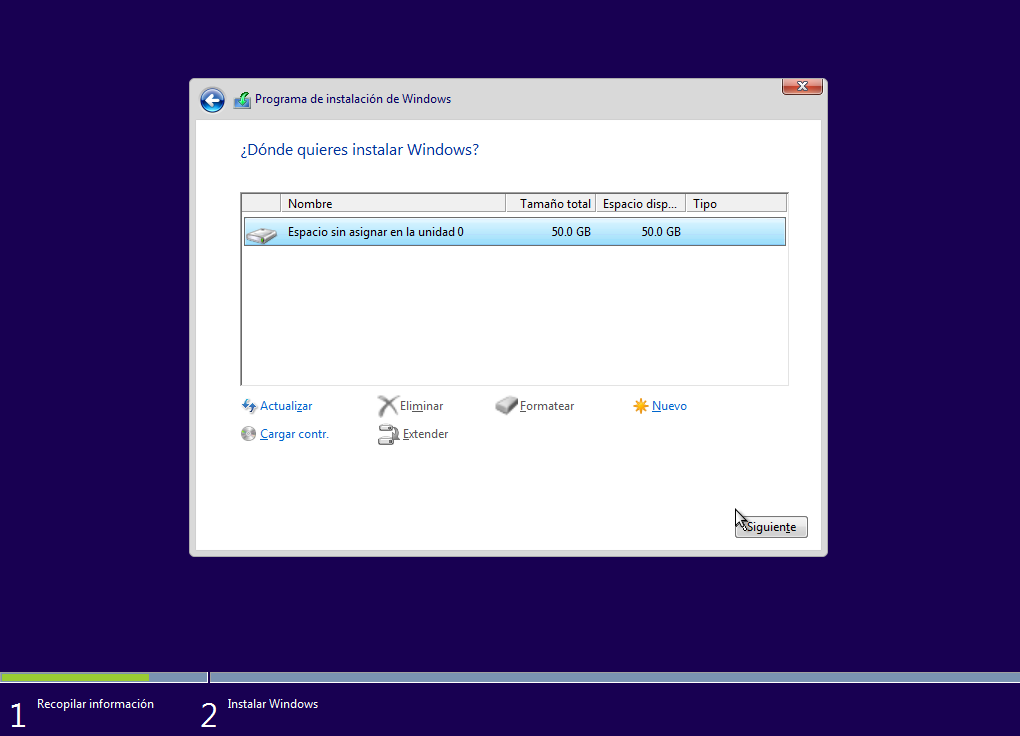 Programa de instalación de Windows
¿Dónde quieres instalar Windows?
Nombre Tamaño total Espacio disp... Tipo
Espacio sin asignar en la unidad 0 50.0 GB 50.0 GB
Actualizar Eliminar Formatear Nuevo
Cargar contr. Extender
Siguiente
1 Recopilar información 2 Instalar Windows